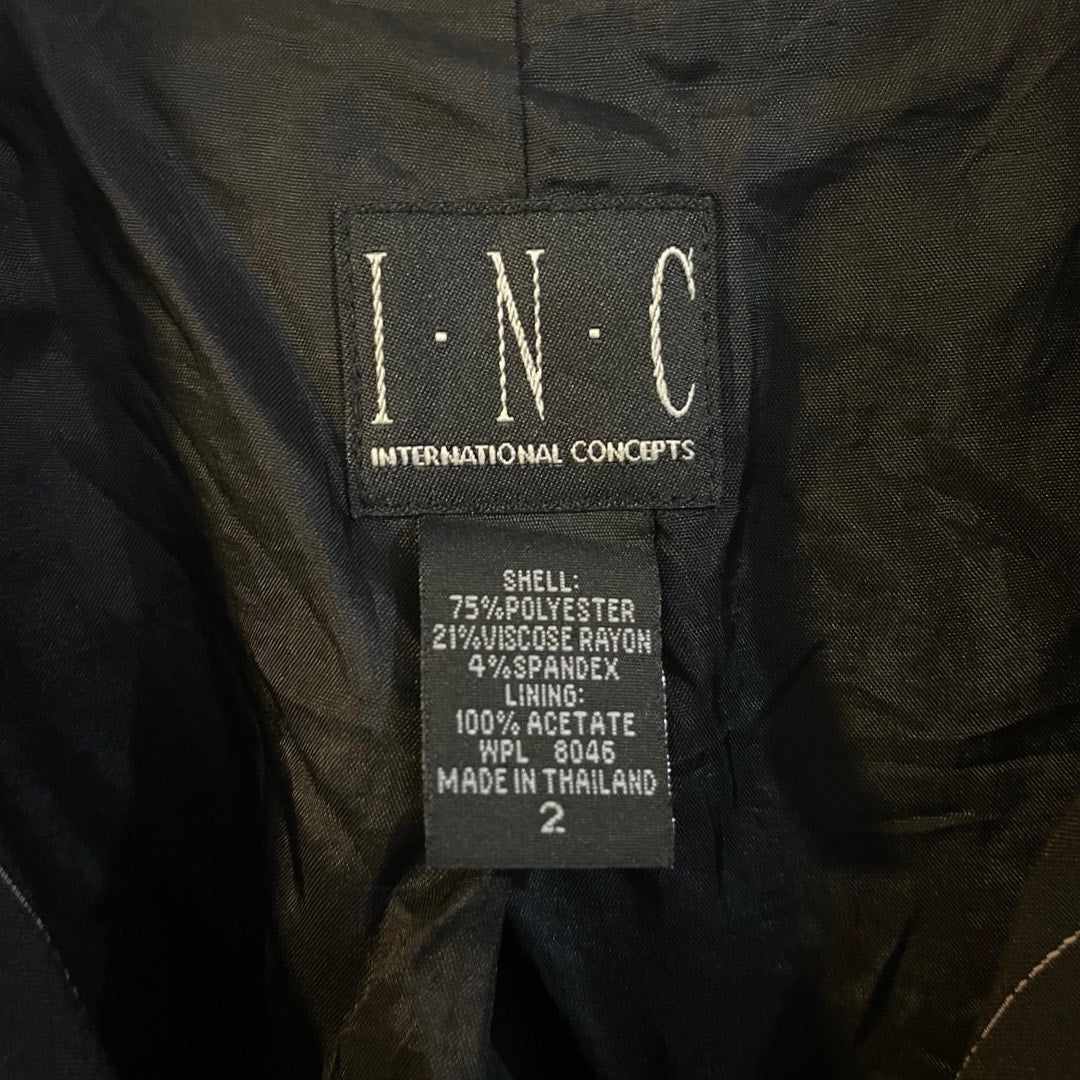 I·N·C
INTERNATIONAL CONCEPTS
SHELL:
75%POLYESTER
21%VISCOSE RAYON
4%SPANDEX
LINING:
100% ACETATE
WPL 8046
MADE IN THAILAND
2